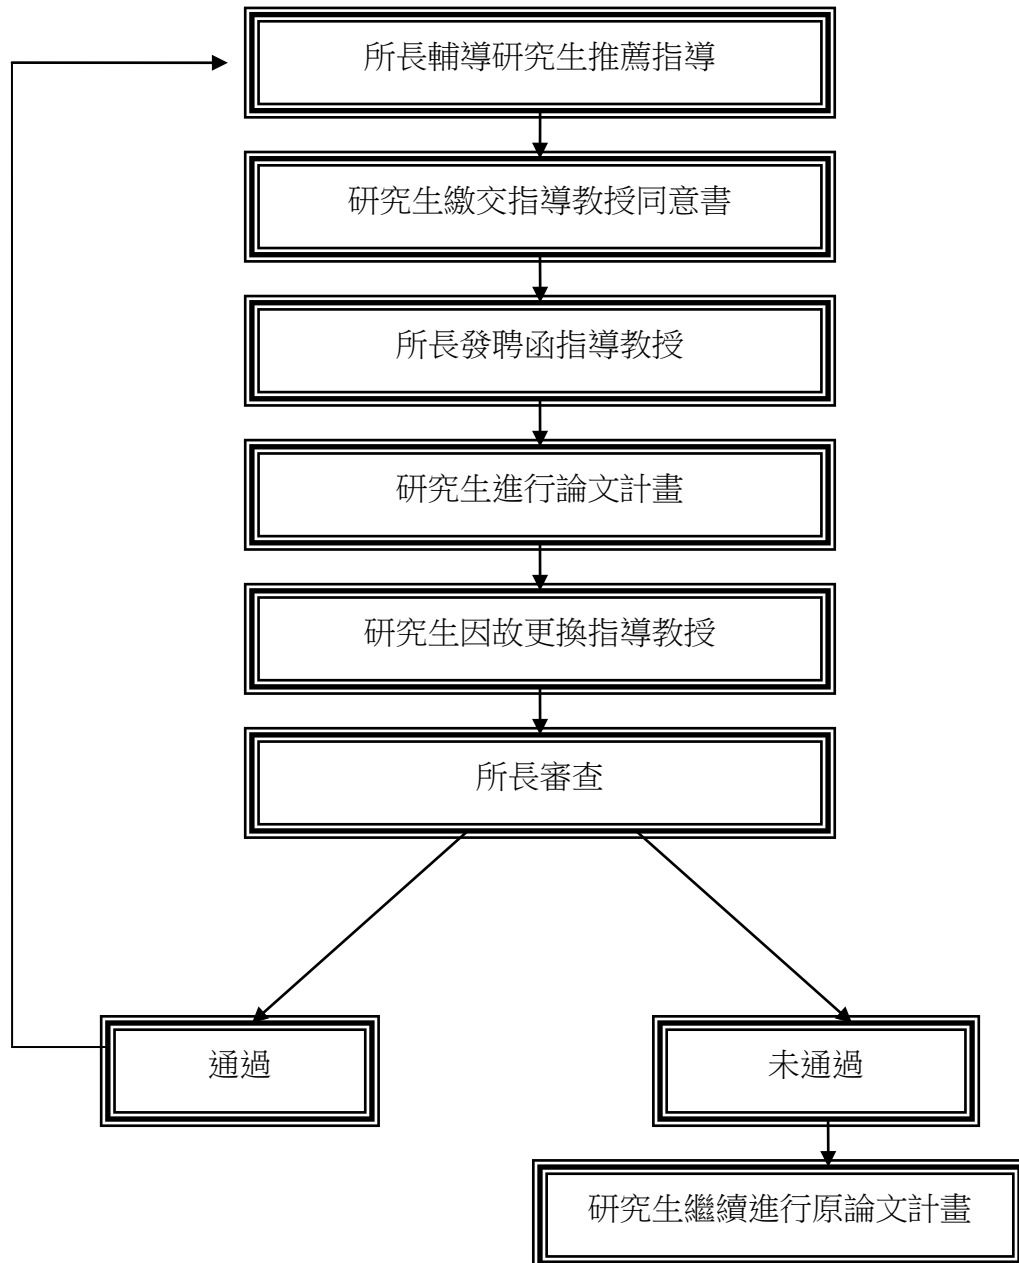 所長輔導研究生推薦指導
研究生繳交指導教授同意書
所長發聘函指導教授
研究生進行論文計畫
研究生因故更換指導教授
所長審查
通過
未通過
研究生繼續進行原論文計畫